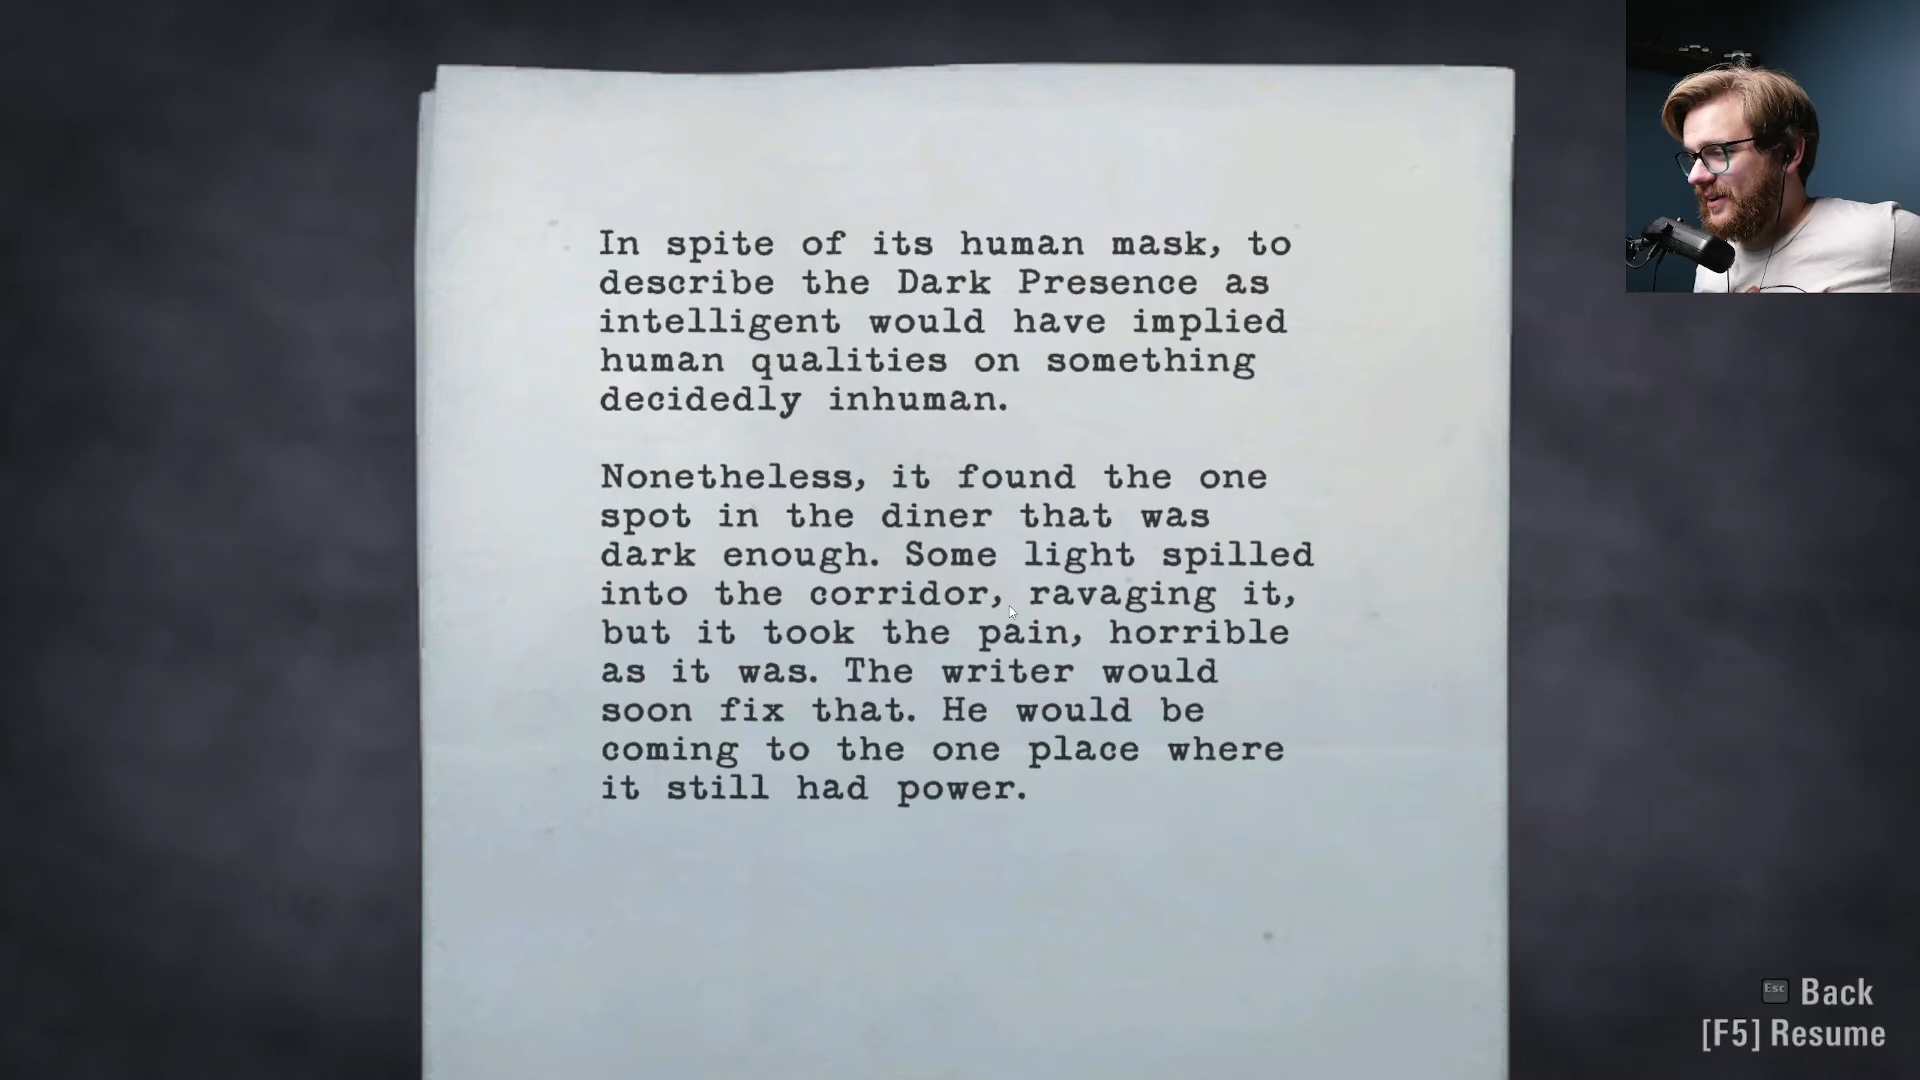 In spite of its human mask, to
describe the Dark Presence as
intelligent would have implied
human qualities on something
decidedly inhuman.
Nonetheless, it found the one
spot in the diner that was
dark enough. Some light spilled
into the corridor, ravaging it,
but it took the pain, horrible
as it was. The writer would
soon fix that. He would be
coming to the one place where
it still had power.
Esc Back
[F5] Resume